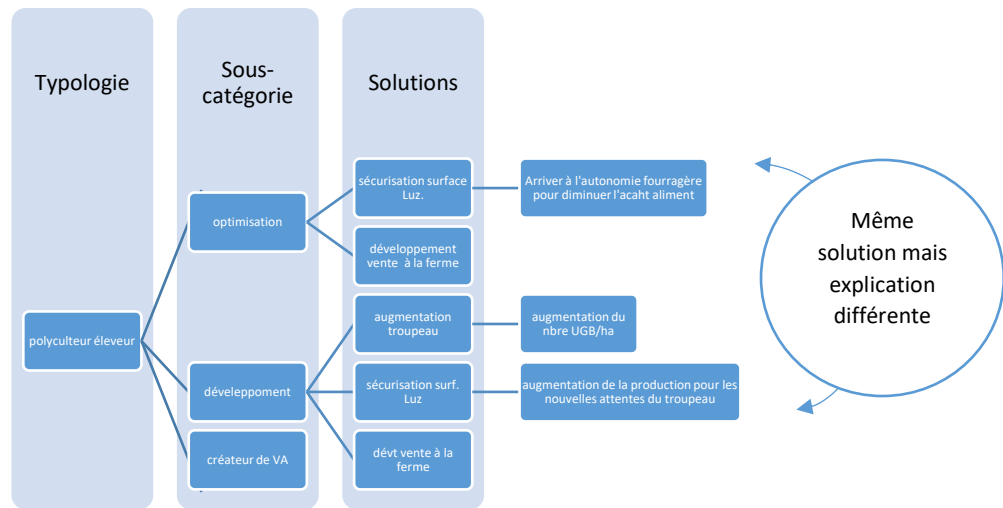 Typologie
Sous-
catégorie
Solutions
sécurisation surface
Luz.
Arriver à l'autonomie fourragère
pour diminuer l'acaht aliment
optimisation
développement
vente à la ferme
Même
solution mais
explication
différente
augmentation
troupeau
augmentation du
nbre UGB/ha
polyculteur éleveur
développment
sécurisation surf.
Luz
augmentation de la production pour les
nouvelles attentes du troupeau
créateur de VA
dévt vente à la
ferme